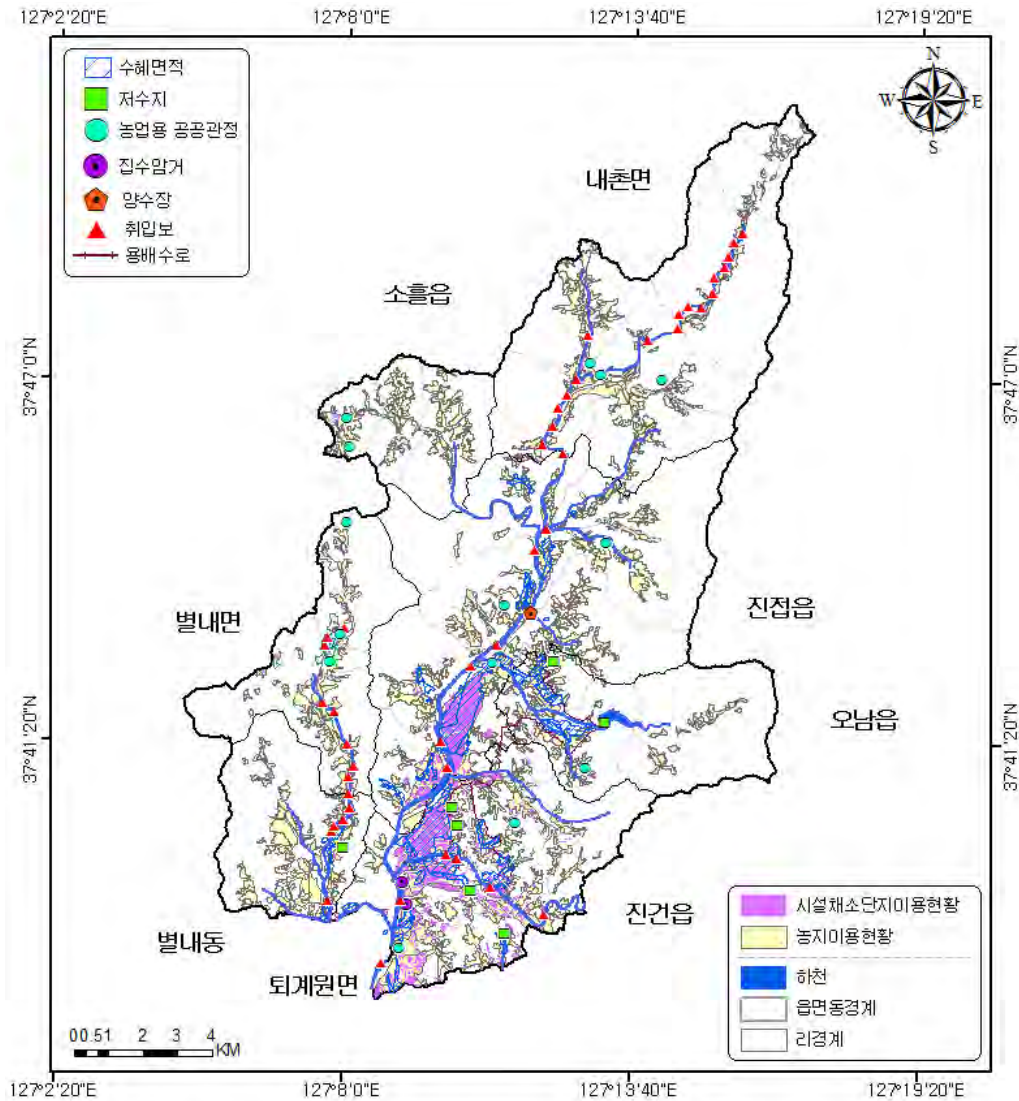 127°2'20"E 127°8'0"E 127°13'40"E 127°19'20"E
수혜면적
저수지
농업용 공공관정
집수암거
양수장
취입보
용배수로
N
W E
S
내촌면
소흘읍
37°47'0"N 37°47'0"N
별내면
진접읍
오남읍
37°41'20"N 37°41'20"N
진건읍
별내동
퇴계원면
시설채소단지이용현황
농지이용현황
하천
읍면동경계
리경계
00.51 2 3 4
KM
127°2'20"E 127°8'0"E 127°13'40"E 127°19'20"E